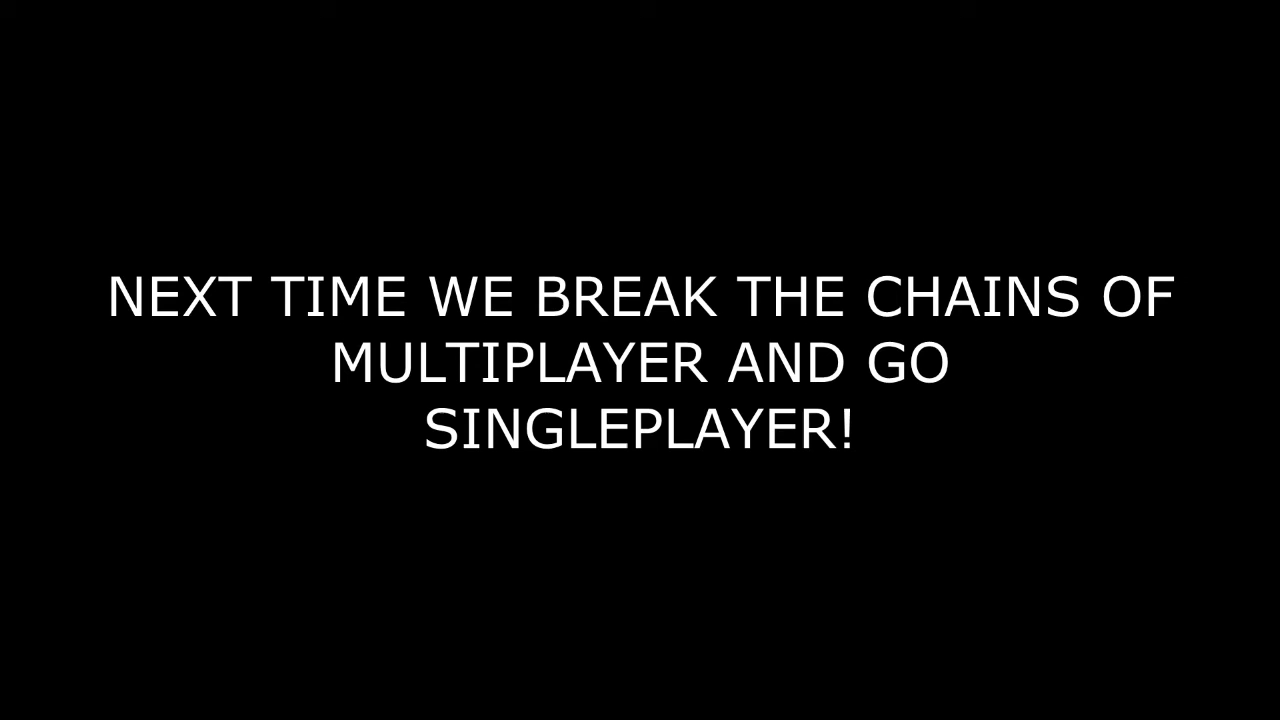 NEXT TIME WE BREAK THE CHAINS OF
MULTIPLAYER AND GO
SINGLEPLAYER!